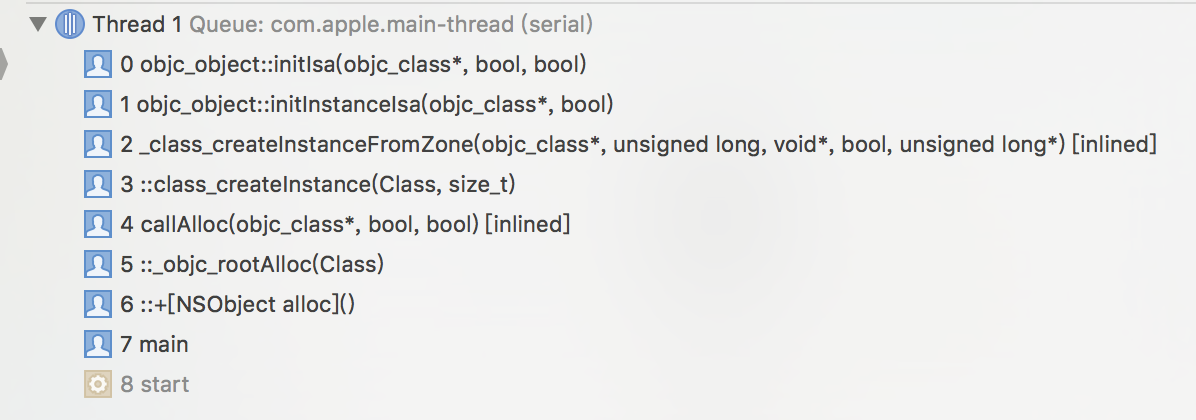 Thread 1 Queue: com.apple.main-thread (serial)
0 objc_object::initIsa(objc_class*, bool, bool)
1 objc_object::initInstanceIsa(objc_class*, bool)
2 _class_createInstanceFromZone(objc_class*, unsigned long, void*, bool, unsigned long*) [inlined]
3 ::class_createInstance(Class, size_t)
4 callAlloc(objc_class*, bool, bool) [inlined]
5 ::_objc_rootAlloc(Class)
6 ::+[NSObject alloc]()
7 main
8 start